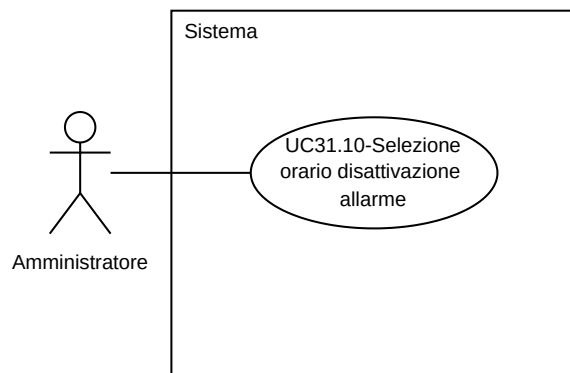 Sistema
UC31.10-Selezione
orario disattivazione
allarme
Amministratore